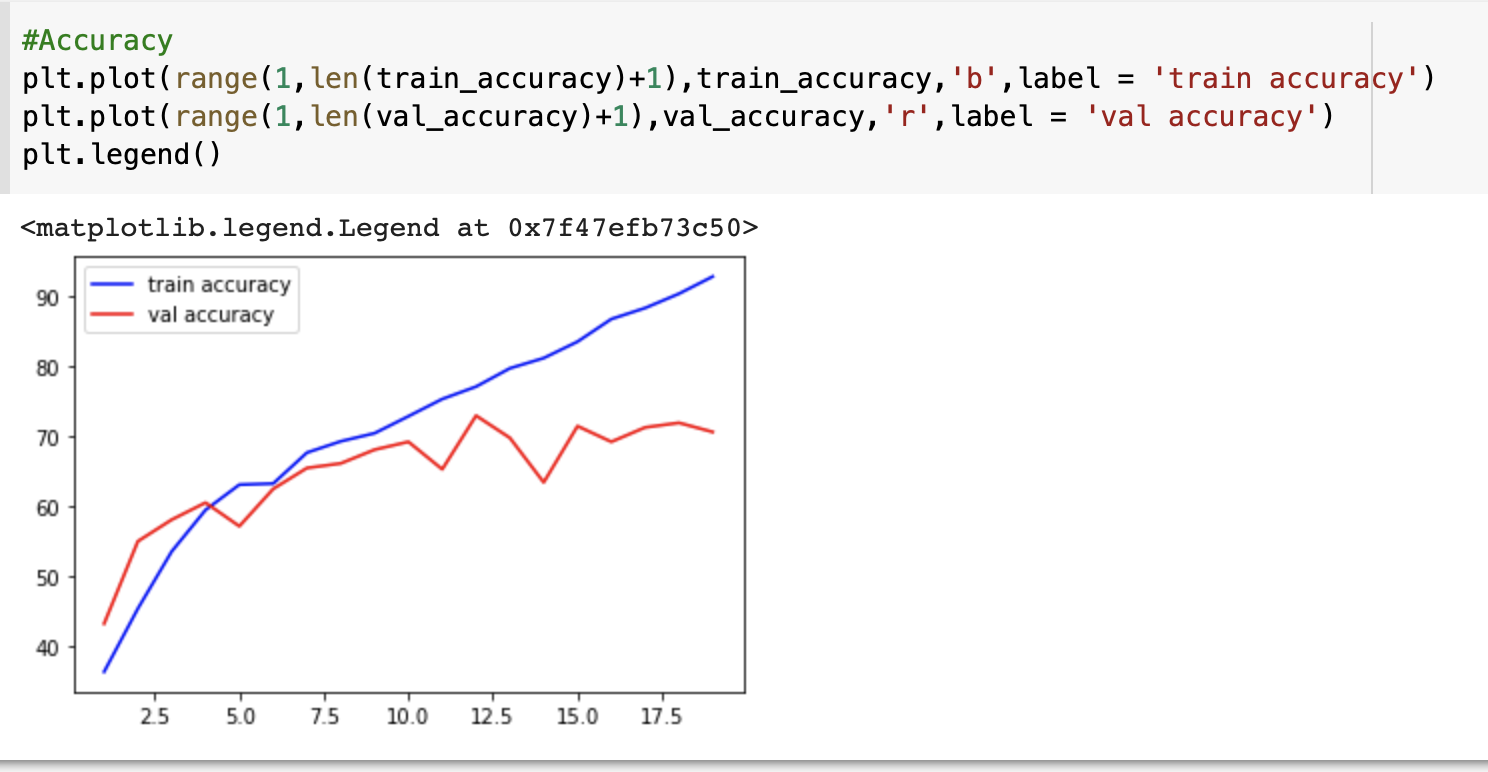 #Accuracy
plt.plot(range(1,len(train_accuracy)+1),train_accuracy,'b',label = 'train accuracy')
plt.plot(range(1,len(val_accuracy)+1),val_accuracy,'r',label = 'val accuracy')
plt.legend()
<matplotlib.legend.Legend at 0x7f47efb73c50>
train accuracy
val accuracy
90
80
70
60
50
40
2.5 5.0 7.5 10.0 12.5 15.0 17.5